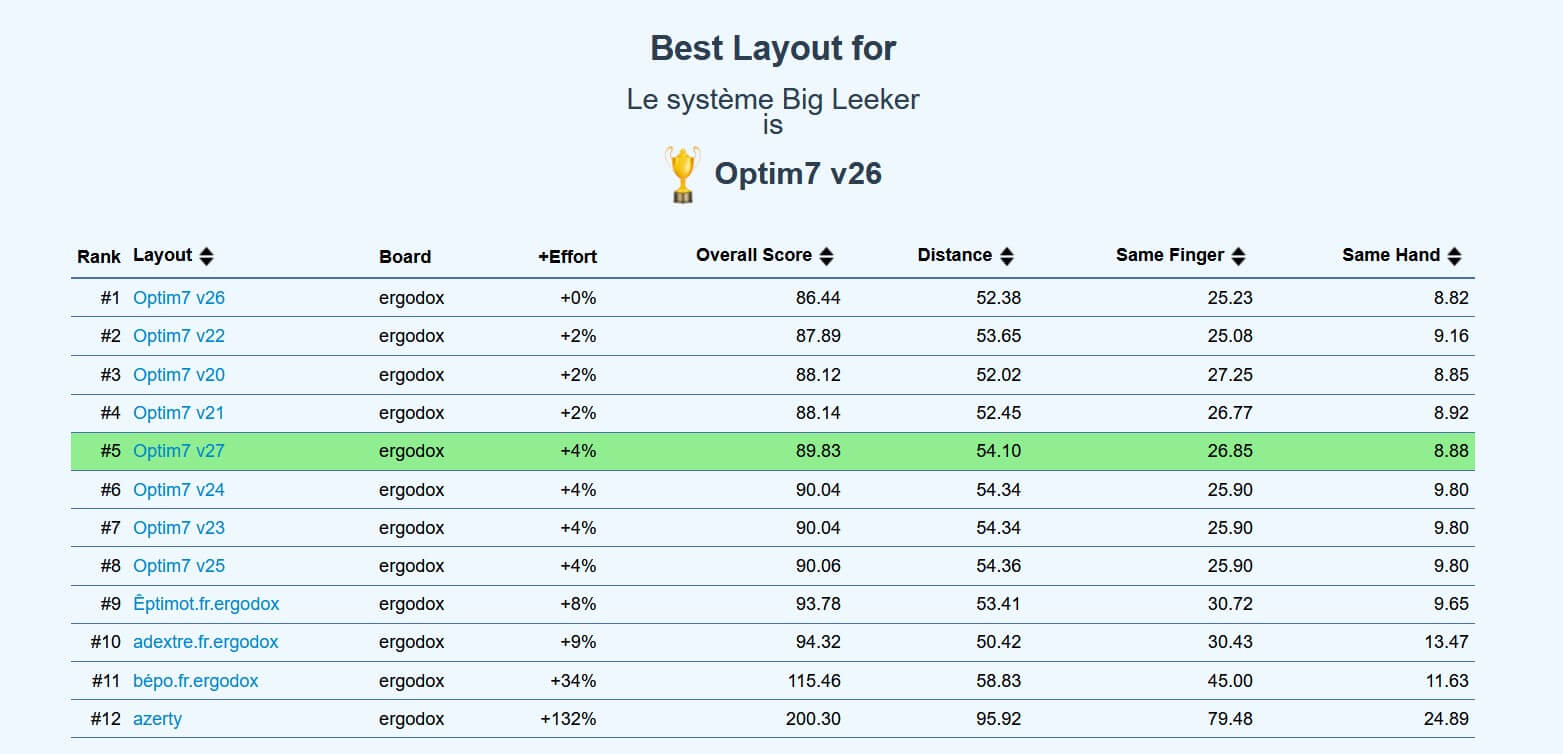 Best Layout for
Le système Big Leeker
is
Optim7 v26
Rank Layout Board +Effort Overall Score Distance Same Finger Same Hand
#1 Optim7 v26 ergodox +0% 86.44 52.38 25.23 8.82
#2 Optim7 v22 ergodox +2% 87.89 53.65 25.08 9.16
#3 Optim7 v20 ergodox +2% 88.12 52.02 27.25 8.85
#4 Optim7 v21 ergodox +2% 88.14 52.45 26.77 8.92
#5 Optim7 v27 ergodox +4% 89.83 54.10 26.85 8.88
#6 Optim7 v24 ergodox +4% 90.04 54.34 25.90 9.80
#7 Optim7 v23 ergodox +4% 90.04 54.34 25.90 9.80
#8 Optim7 v25 ergodox +4% 90.06 54.36 25.90 9.80
#9 Êptimot.fr.ergodox ergodox +8% 93.78 53.41 30.72 9.65
#10 adextre.fr.ergodox ergodox +9% 94.32 50.42 30.43 13.47
#11 bépo.fr.ergodox ergodox +34% 115.46 58.83 45.00 11.63
#12 azerty ergodox +132% 200.30 95.92 79.48 24.89